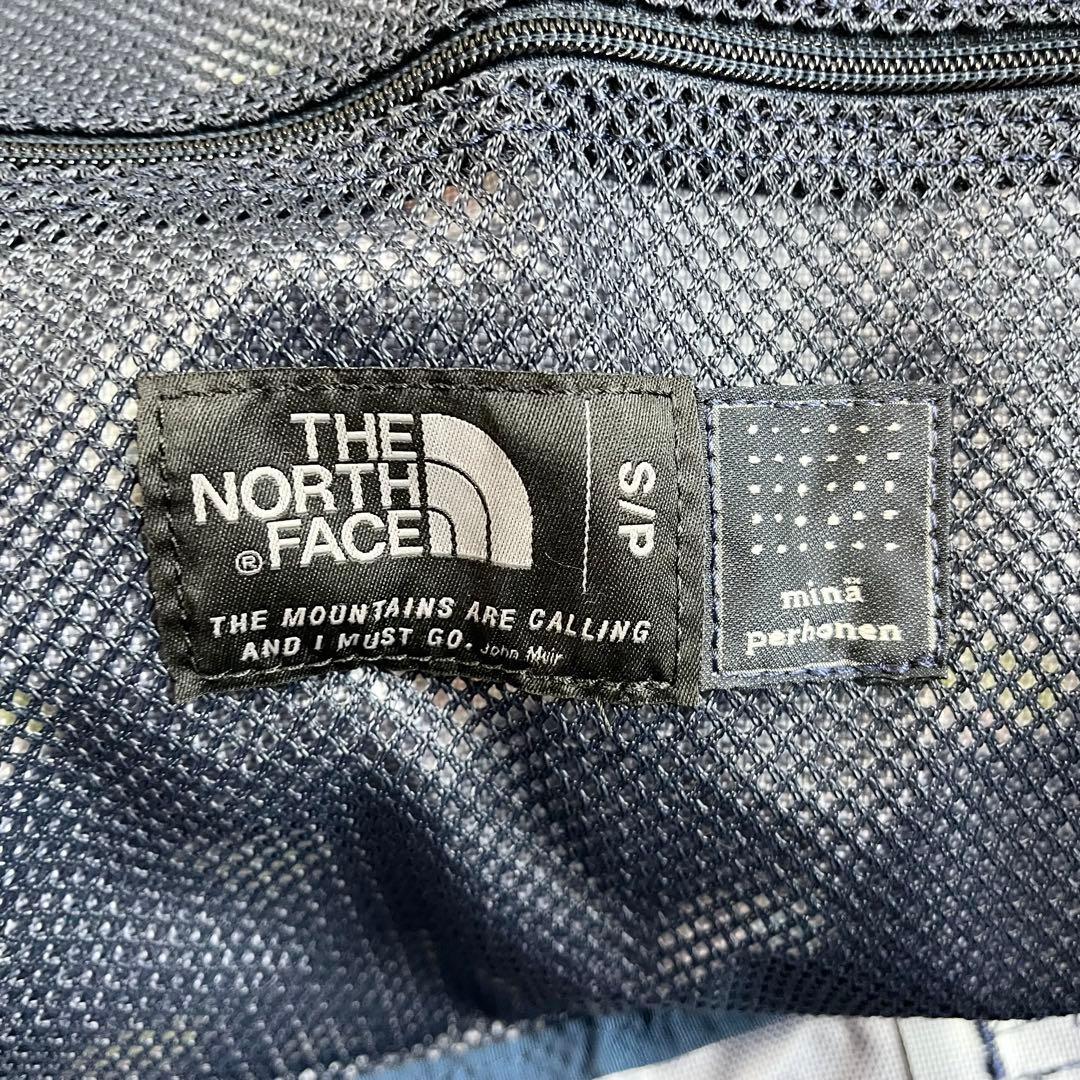 THE
NORTH
® FACE
S/P
THE MOUNTAINS ARE CALLING
AND I MUST GO. John Muir
minä
perhonen